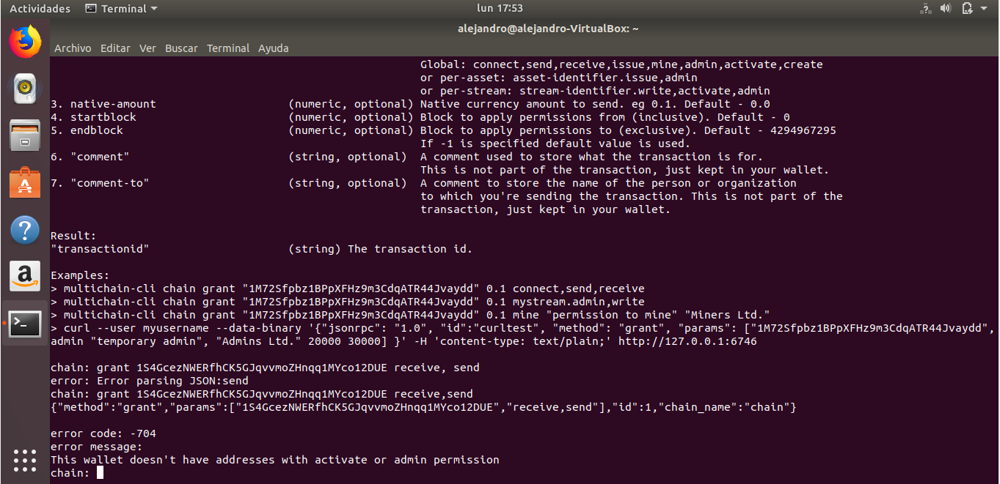 Actividades Terminal lun 17:53
alejandro@alejandro-VirtualBox: ~
Archivo Editar Ver Buscar Terminal Ayuda
Global: connect,send,receive,issue,mine,admin,activate,create
or per-asset: asset-identifier.issue,admin
or per-stream: stream-identifier.write,activate,admin
3. native-amount (numeric, optional) Native currency amount to send. eg 0.1. Default - 0.0
4. startblock (numeric, optional) Block to apply permissions from (inclusive). Default - 0
5. endblock (numeric, optional) Block to apply permissions to (exclusive). Default - 4294967295
If -1 is specified default value is used.
6. "comment" (string, optional) A comment used to store what the transaction is for.
This is not part of the transaction, just kept in your wallet.
7. "comment-to" (string, optional) A comment to store the name of the person or organization
to which you're sending the transaction. This is not part of the
transaction, just kept in your wallet.
Result:
"transactionid" (string) The transaction id.
Examples:
> multichain-cli chain grant "1M72Sfpbz1BPpXFHz9m3CdqATR44Jvaydd" 0.1 connect,send,receive
> multichain-cli chain grant "1M72Sfpbz1BPpXFHz9m3CdqATR44Jvaydd" 0.1 mystream.admin,write
> multichain-cli chain grant "1M72Sfpbz1BPpXFHz9m3CdqATR44Jvaydd" 0.1 mine "permission to mine" "Miners Ltd."
> curl --user myusername --data-binary '{"jsonrpc": "1.0", "id":"curltest", "method": "grant", "params": ["1M72Sfpbz1BPpXFHz9m3CdqATR44Jvaydd",
admin "temporary admin", "Admins Ltd." 20000 30000] }' -H 'content-type: text/plain;' http://127.0.0.1:6746
chain: grant 1S4GcezNWERfhCK5GJqvvmoZHnqq1MYco12DUE receive, send
error: Error parsing JSON:send
chain: grant 1S4GcezNWERfhCK5GJqvvmoZHnqq1MYco12DUE receive,send
{"method":"grant","params":["1S4GcezNWERfhCK5GJqvvmoZHnqq1MYco12DUE","receive,send"],"id":1,"chain_name":"chain"}
error code: -704
error message:
This wallet doesn't have addresses with activate or admin permission
chain: